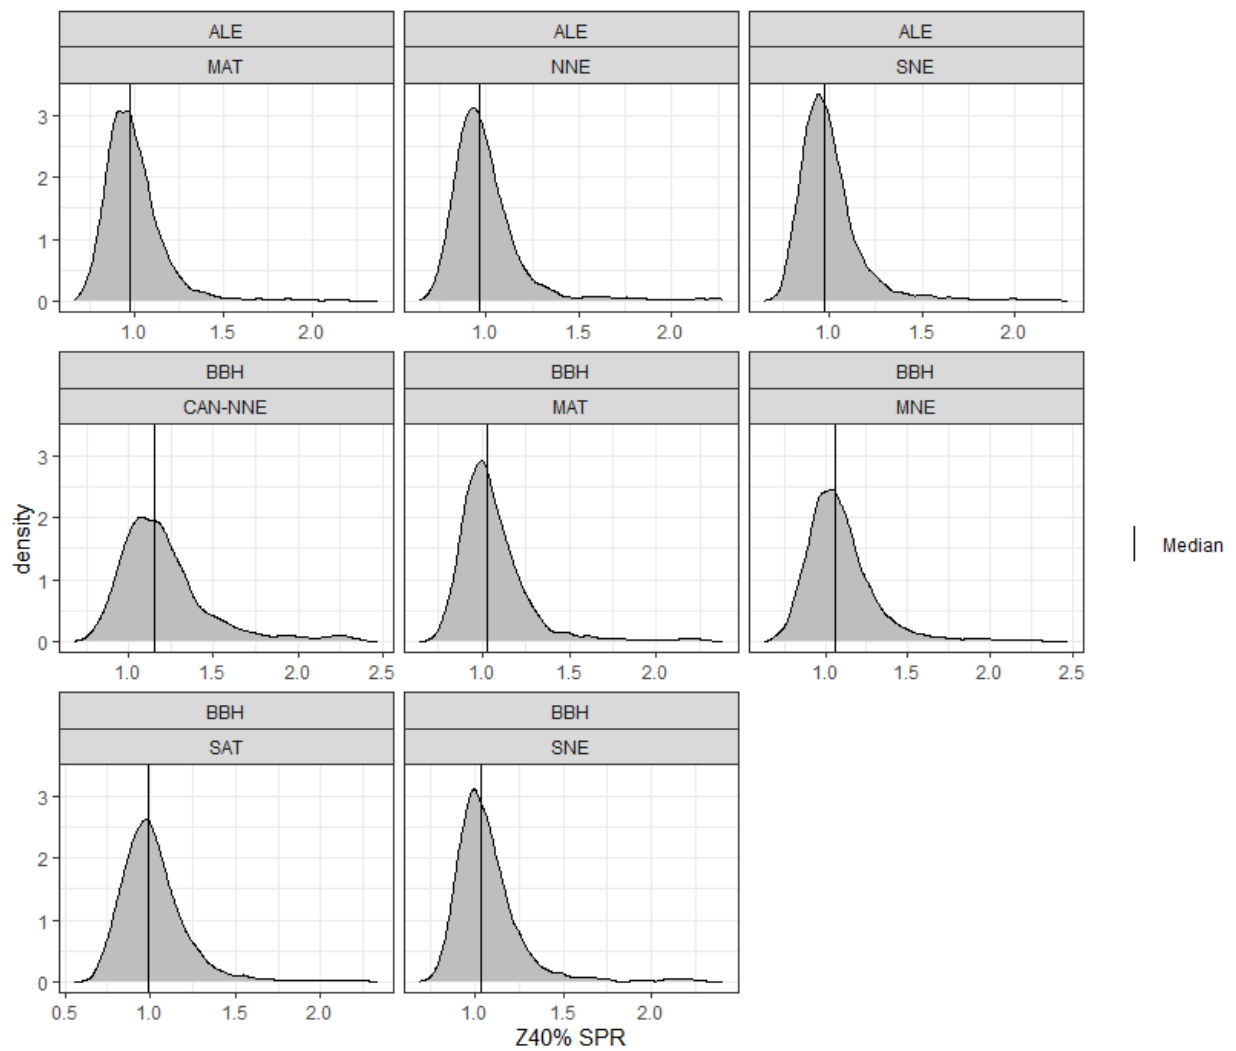 ALE ALE ALE
MAT NNE SNE
3
2
1
0
1.0 1.5 2.0 1.0 1.5 2.0 1.0 1.5 2.0
BBH BBH BBH
CAN-NNE MAT MNE
3
2
1
0
density
1.0 1.5 2.0 2.5 1.0 1.5 2.0 1.0 1.5 2.0 2.5
Median
BBH BBH
SAT SNE
3
2
1
0
0.5 1.0 1.5 2.0 1.0 1.5 2.0
Z40% SPR